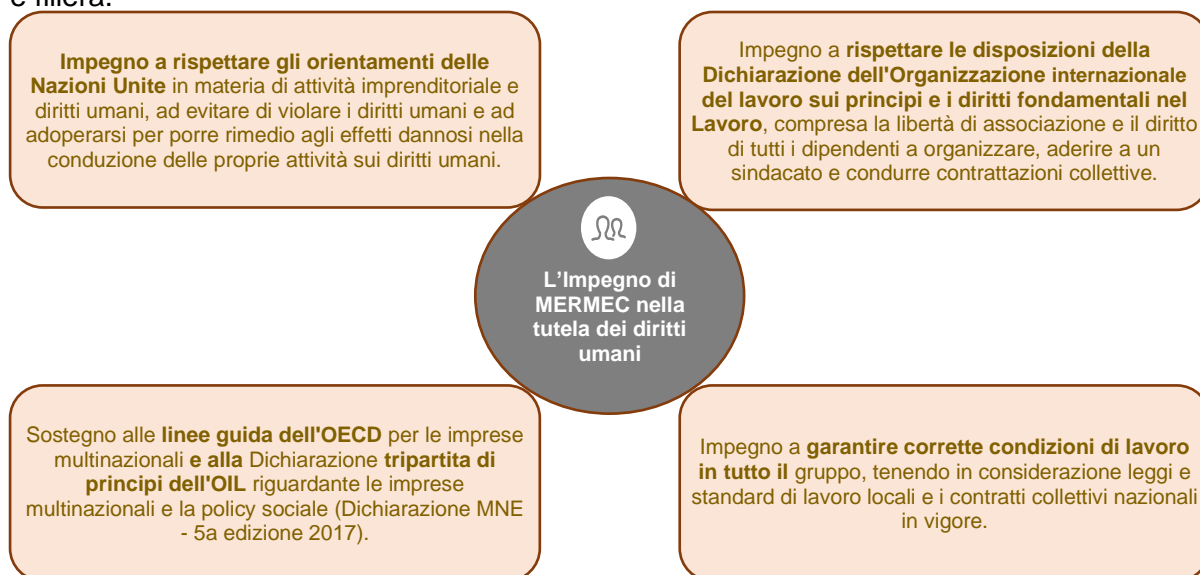 e filiera.
Impegno a rispettare gli orientamenti delle
Nazioni Unite in materia di attività imprenditoriale e
diritti umani, ad evitare di violare i diritti umani e ad
adoperarsi per porre rimedio agli effetti dannosi nella
conduzione delle proprie attività sui diritti umani.
Impegno a rispettare le disposizioni della
Dichiarazione dell'Organizzazione internazionale
del lavoro sui principi e i diritti fondamentali nel
Lavoro, compresa la libertà di associazione e il diritto
di tutti i dipendenti a organizzare, aderire a un
sindacato e condurre contrattazioni collettive.
L'Impegno di
MERMEC nella
tutela dei diritti
umani
Sostegno alle linee guida dell'OECD per le imprese
multinazionali e alla Dichiarazione tripartita di
principi dell'OIL riguardante le imprese
multinazionali e la policy sociale (Dichiarazione MNE
- 5a edizione 2017).
Impegno a garantire corrette condizioni di lavoro
in tutto il gruppo, tenendo in considerazione leggi e
standard di lavoro locali e i contratti collettivi nazionali
in vigore.